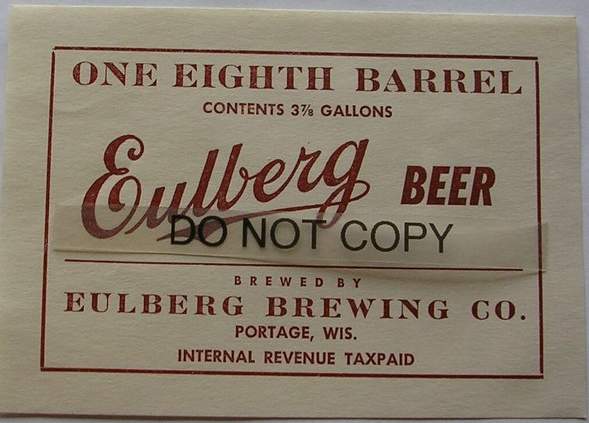 ONE EIGHTH BARREL
CONTENTS 3⅞ GALLONS
Eulberg BEER
DO NOT COPY
BREWED BY
EULBERG BREWING CO.
PORTAGE, WIS.
INTERNAL REVENUE TAXPAID